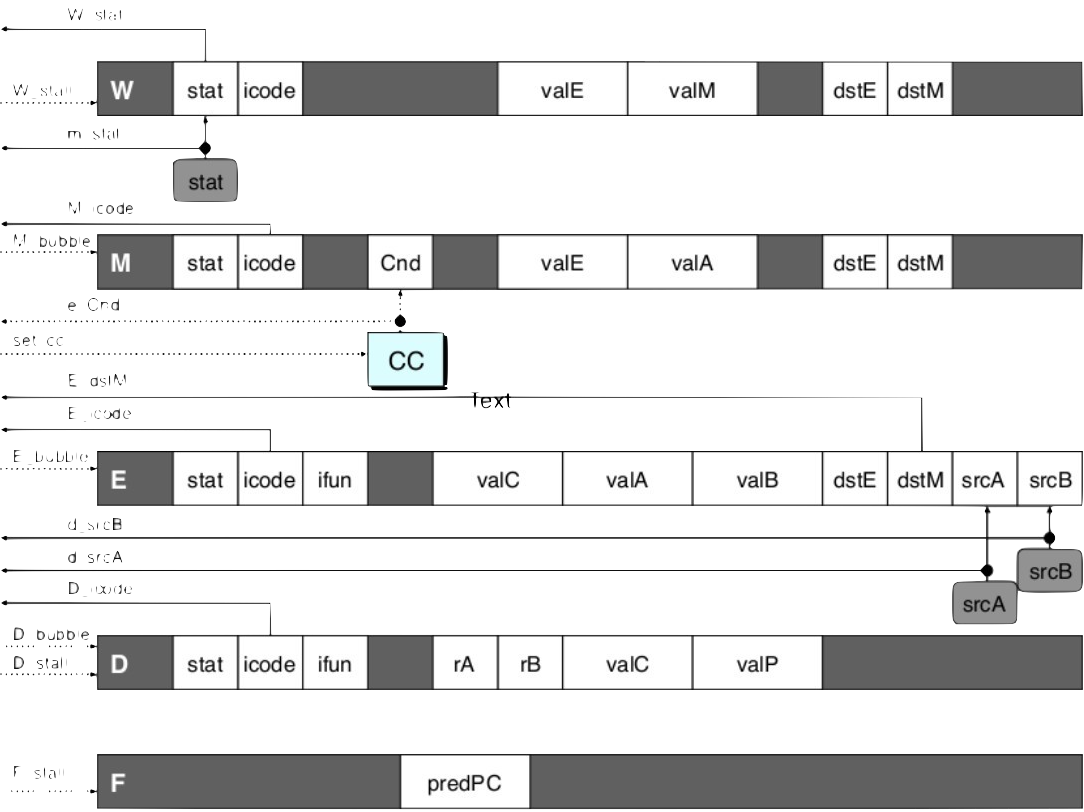 W_stat
W_stall
W stat icode valE valM dstE dstM
m_stat
stat
M_icode
M_bubble
M stat icode Cnd valE valA dstE dstM
e_Cnd
set_cc
CC
E_dstM
Text
E_icode
E_bubble
E stat icode ifun valC valA valB dstE dstM srcA srcB
d_srcB
d_srcA
srcB
D_icode
srcA
D_bubble
D_stall
D stat icode ifun rA rB valC valP
F_stall
F predPC